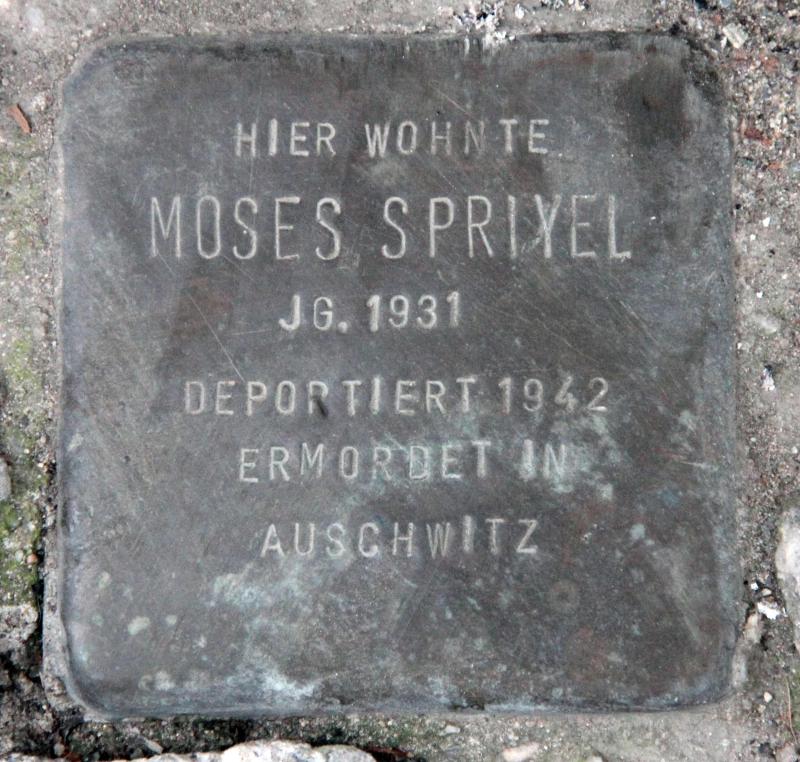 HIER WOHNTE
MOSES SPRIYEL
JG. 1931
DEPORTIERT 1942
ERMORDET IN
AUSCHWITZ